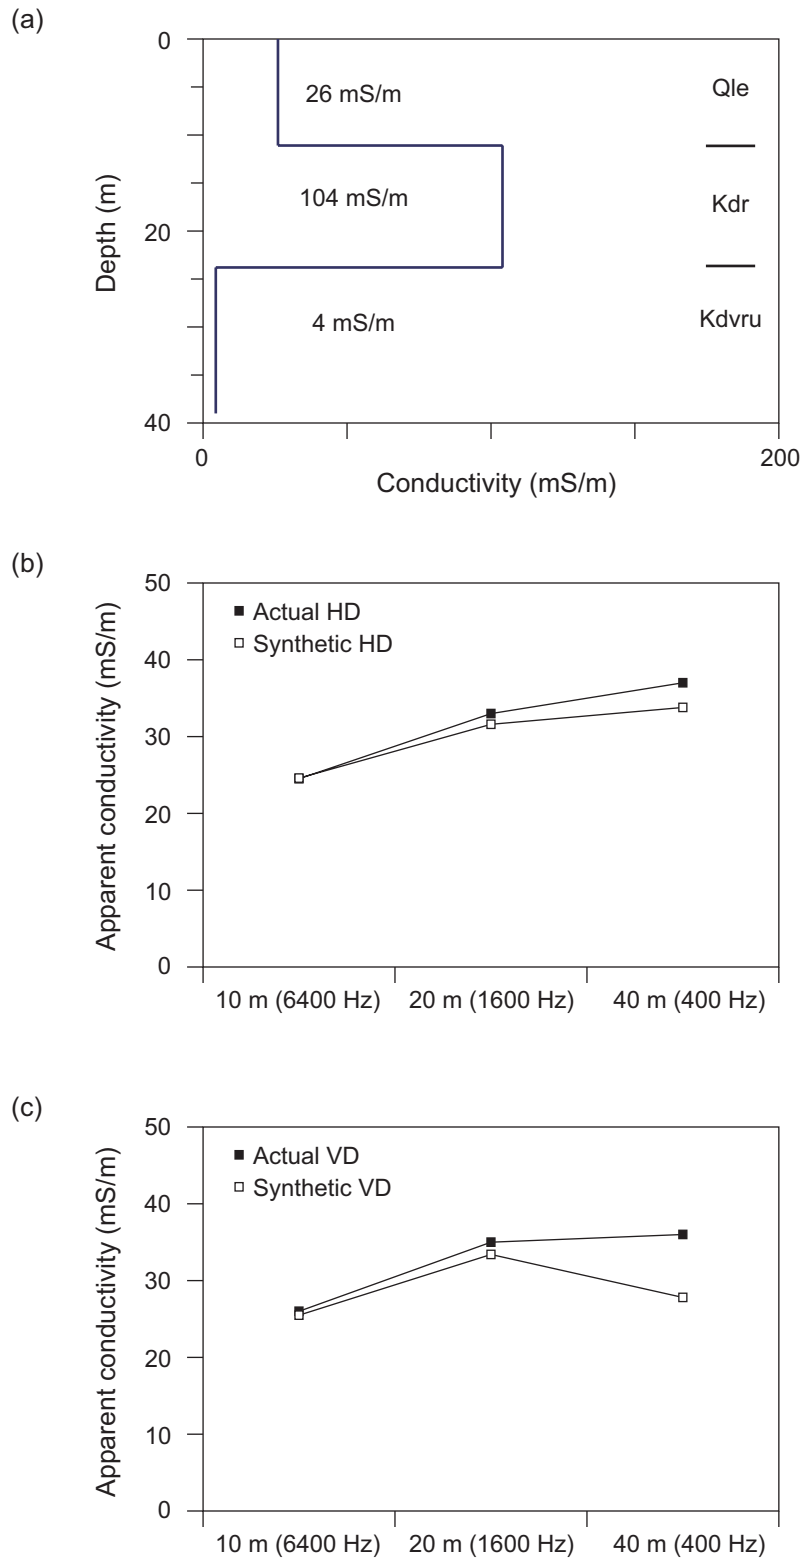 (a)
0
26 mS/m
Qle
104 mS/m
Kdr
20
Depth (m)
4 mS/m
Kdvru
40
0
200
Conductivity (mS/m)
(b)
50
Actual HD
Synthetic HD
40
30
20
10
0
Apparent conductivity (mS/m)
10 m (6400 Hz) 20 m (1600 Hz) 40 m (400 Hz)
(c)
50
Actual VD
Synthetic VD
40
30
20
10
0
Apparent conductivity (mS/m)
10 m (6400 Hz) 20 m (1600 Hz) 40 m (400 Hz)